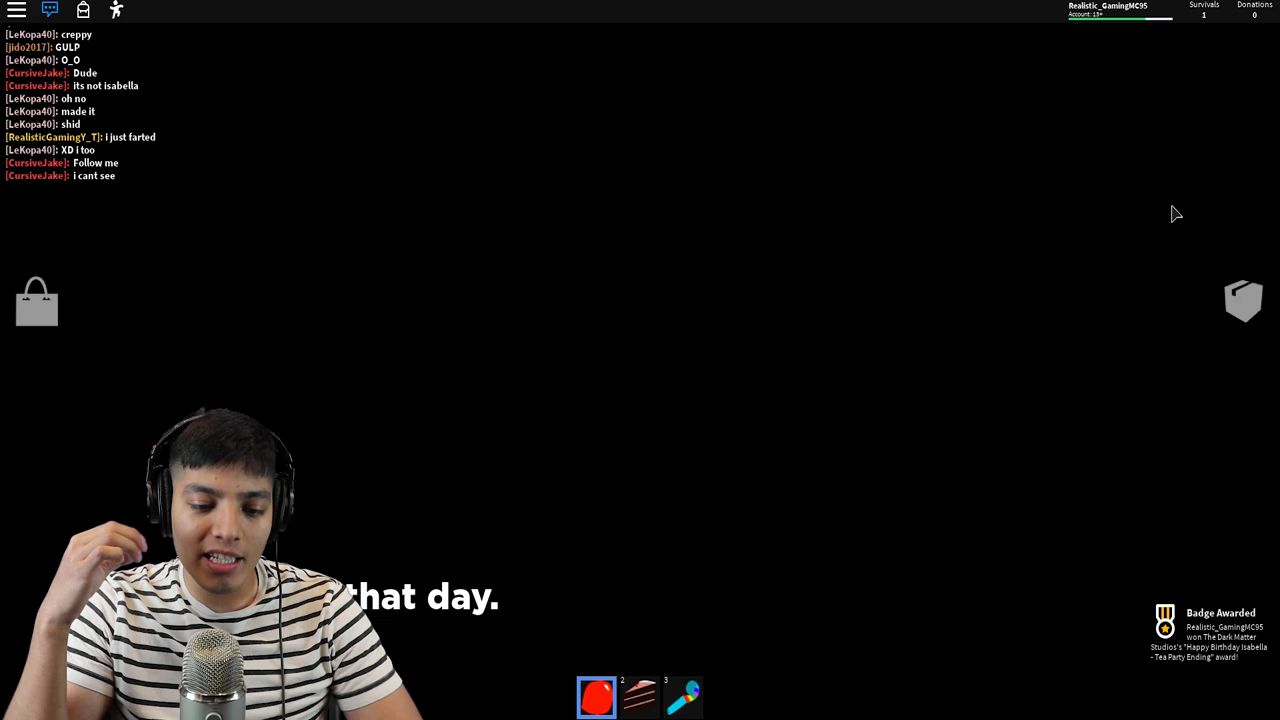 Realistic_GamingMC95
Account: 13+
Survivals
1
Donations
0
[LeKopa40]: creppy
[jido2017]: GULP
[LeKopa40]: O_O
[CursiveJake]: Dude
[CursiveJake]: its not isabella
[LeKopa40]: oh no
[LeKopa40]: made it
[LeKopa40]: shid
[RealisticGamingY_T]: i just farted
[LeKopa40]: XD i too
[CursiveJake]: Follow me
[CursiveJake]: i cant see
that day.
Badge Awarded
Realistic_GamingMC95
won The Dark Matter
Studios's "Happy Birthday Isabella
- Tea Party Ending" award!
2
3